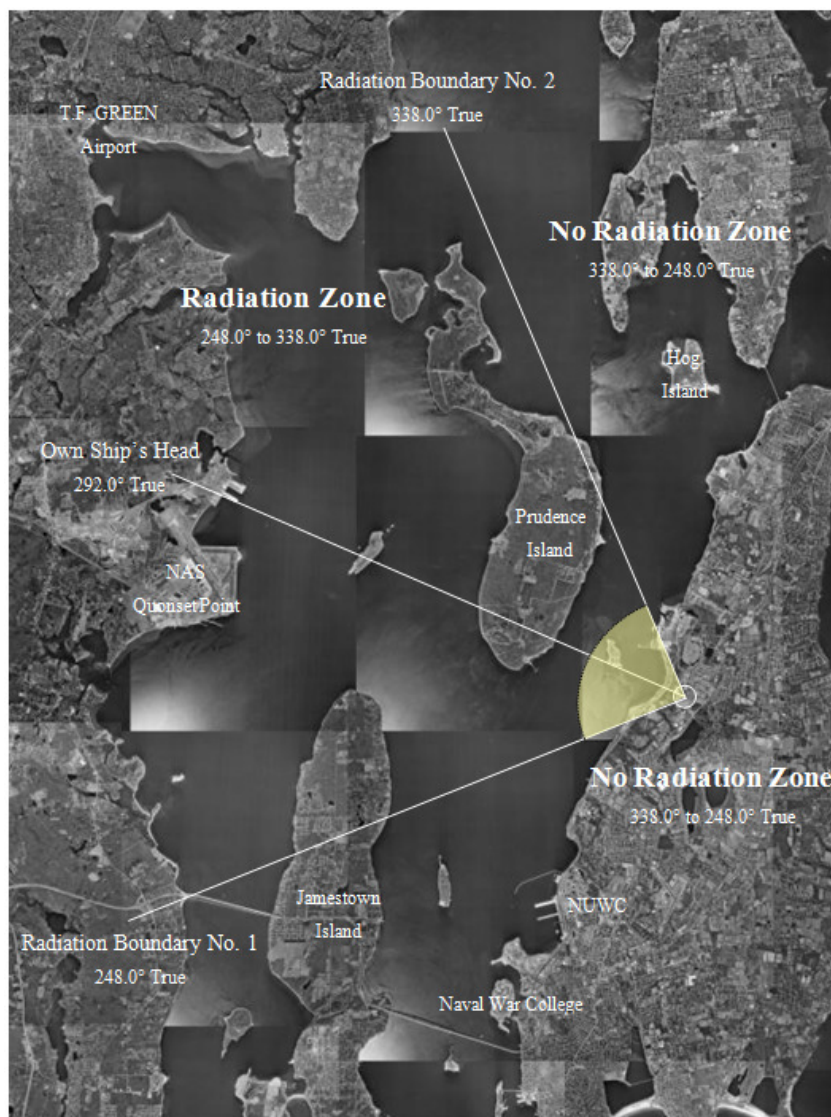 Radiation Boundary No. 2
338.0° True
T.F. GREEN
Airport
No Radiation Zone
338.0° to 248.0° True
Radiation Zone
248.0° to 338.0° True
Hog
Island
Own Ship's Head
292.0° True
Prudence
Island
NAS
Quonset Point
No Radiation Zone
338.0° to 248.0° True
Jamestown
Island
NUWC
Radiation Boundary No. 1
248.0° True
Naval War College